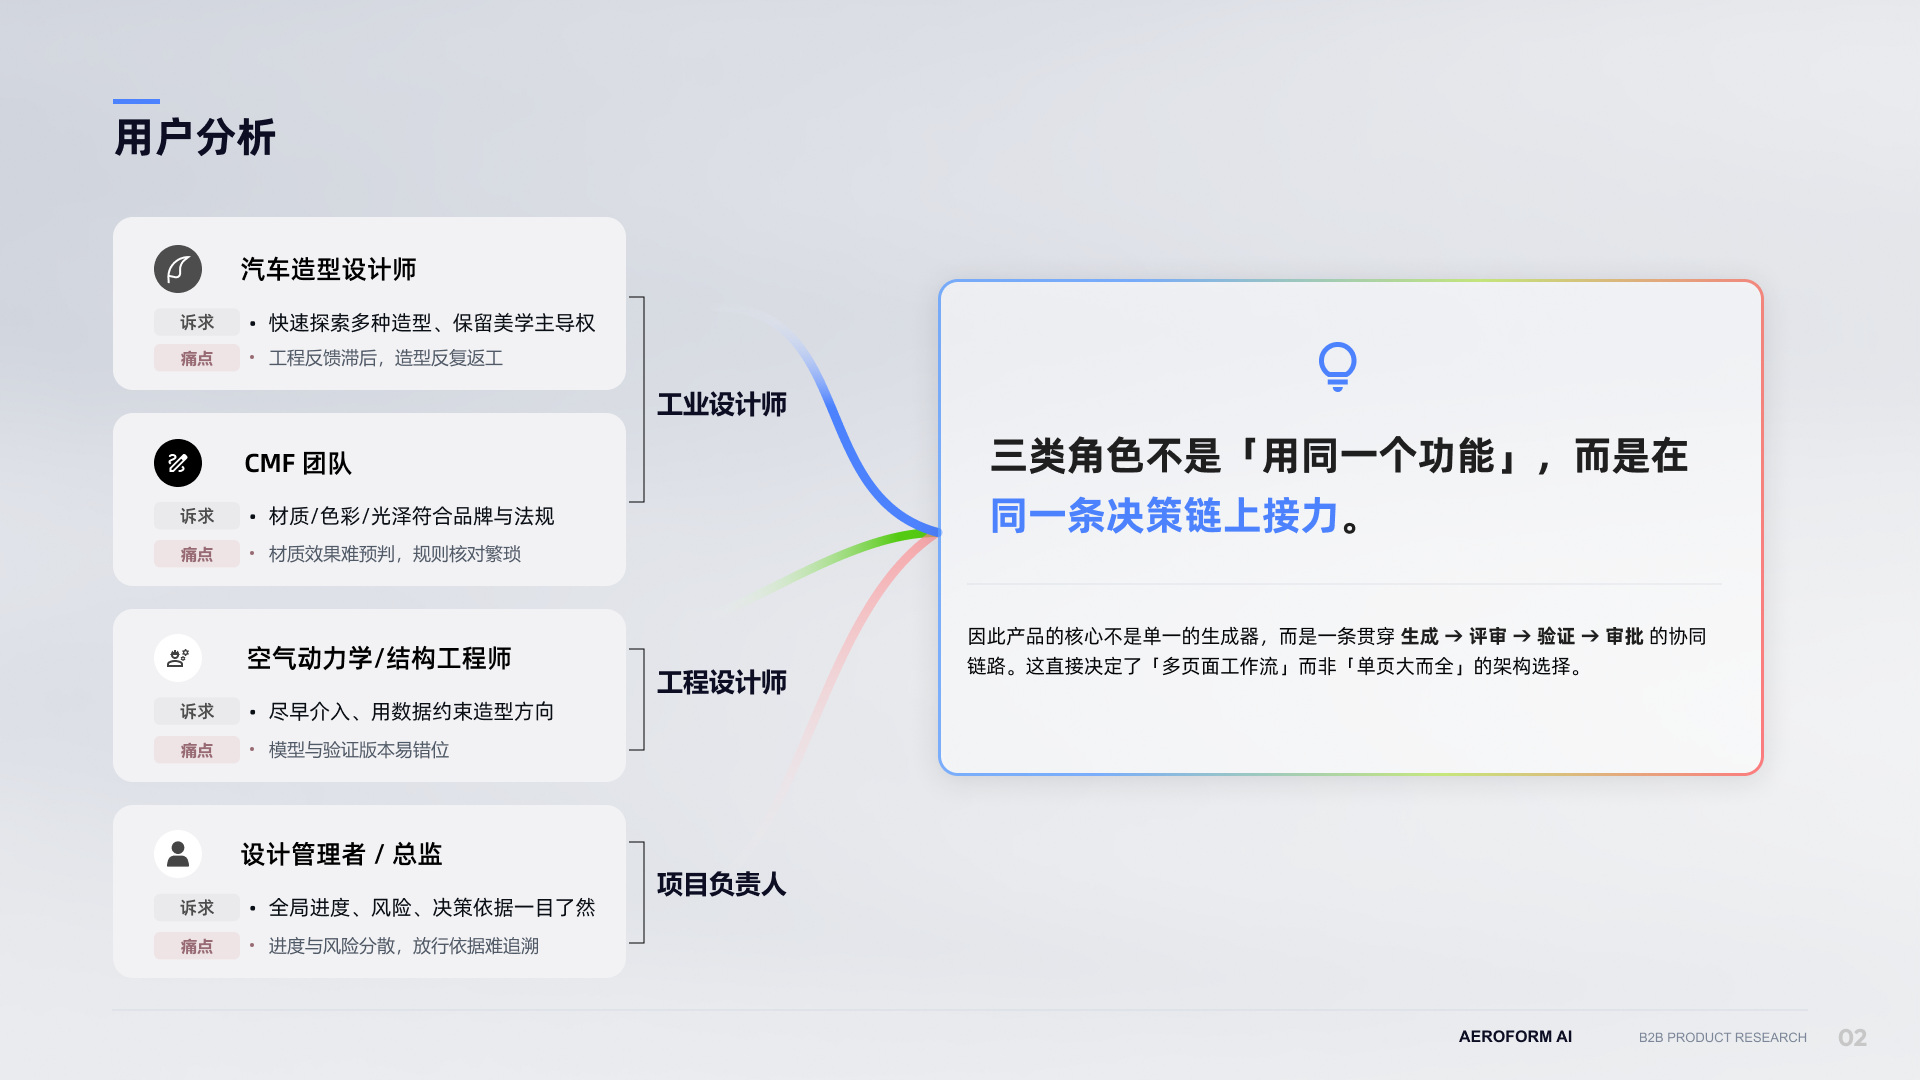 用户分析
汽车造型设计师
诉求 • 快速探索多种造型、保留美学主导权
痛点 • 工程反馈滞后，造型反复返工
CMF 团队
诉求 • 材质/色彩/光泽符合品牌与法规
痛点 • 材质效果难预判，规则核对繁琐
工业设计师
空气动力学/结构工程师
诉求 • 尽早介入、用数据约束造型方向
痛点 • 模型与验证版本易错位
工程设计师
设计管理者 / 总监
诉求 • 全局进度、风险、决策依据一目了然
痛点 • 进度与风险分散，放行依据难追溯
项目负责人
三类角色不是「用同一个功能」，而是在
同一条决策链上接力。
因此产品的核心不是单一的生成器，而是一条贯穿 生成 → 评审 → 验证 → 审批 的协同
链路。这直接决定了「多页面工作流」而非「单页大而全」的架构选择。
AEROFORM AI
B2B PRODUCT RESEARCH
02